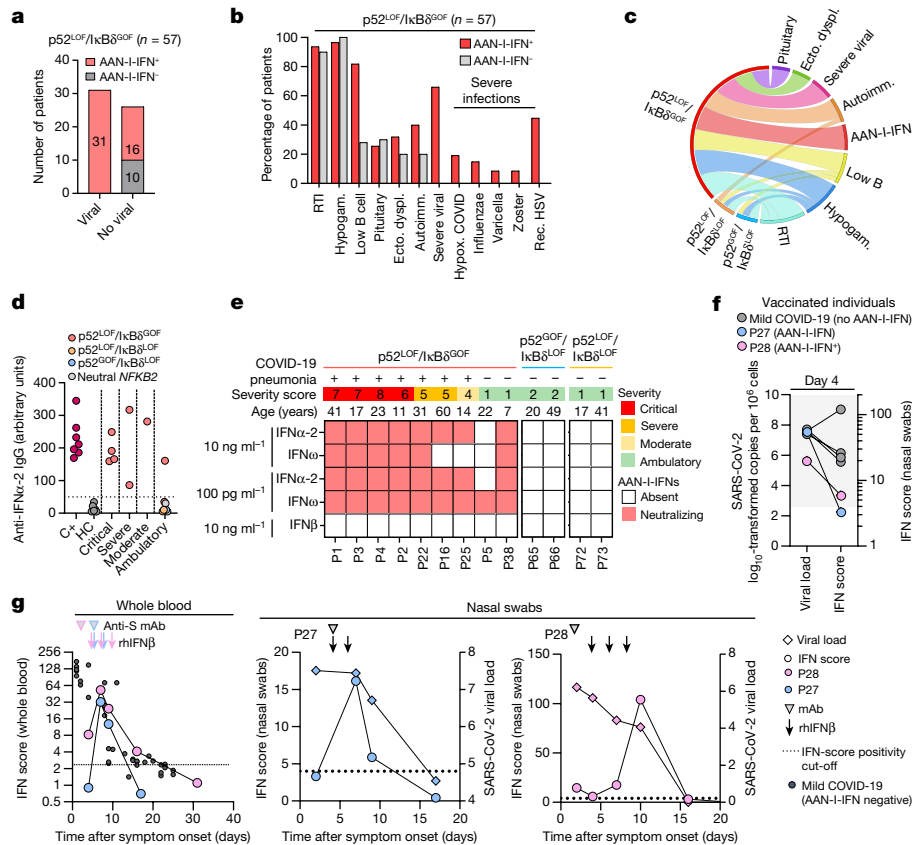 a
p52LOF/IκBδGOF (n = 57)
AAN-I-IFN+
AAN-I-IFN−
Number of patients
40
30
20
10
0
31
16
10
Viral
No viral
b
p52LOF/IκBδGOF (n = 57)
AAN-I-IFN+
AAN-I-IFN−
Severe
infections
Percentage of patients
100
80
60
40
20
0
RTI
Hypogam.
Low B cell
Pituitary
Ecto. dyspl.
Autoimm.
Severe viral
Hypox. COVID
Influenzae
Varicella
Zoster
Rec. HSV
c
p52LOF/
IκBδGOF
Pituitary
Ecto. dyspl.
Severe viral
Autoimm.
AAN-I-IFN
Low B
Hypogam.
RTI
p52GOF/
IκBδLOF
p52LOF/
IκBδLOF
d
p52LOF/IκBδGOF
p52LOF/IκBδLOF
p52GOF/IκBδLOF
Neutral NFKB2
Anti-IFNα-2 IgG (arbitrary units)
400
300
200
100
50
0
C+
HC
Critical
Severe
Moderate
Ambulatory
e
p52LOF/IκBδGOF
p52GOF/
IκBδLOF
p52LOF/
IκBδLOF
COVID-19
pneumonia + + + + + + + − − − − − −
Severity score 7 7 8 6 5 5 4 1 1 2 2 1 1
Age (years) 41 17 23 11 31 60 14 22 7 20 49 17 41
10 ng ml−1
IFNα-2
IFNω
100 pg ml−1
IFNα-2
IFNω
10 ng ml−1
IFNβ
P1 P3 P4 P2 P22 P16 P25 P5 P38 P65 P66 P72 P73
Severity
Critical
Severe
Moderate
Ambulatory
AAN-I-IFNs
Absent
Neutralizing
f
Vaccinated individuals
Mild COVID-19 (no AAN-I-IFN)
P27 (AAN-IFN)
P28 (AAN-I-IFN+)
Day 4
SARS-CoV-2
log10-transformed copies per 106 cells
10
8
6
4
2
0
100
10
1
IFN score (nasal swabs)
Viral load
IFN score
g
Whole blood
Anti-S mAb
rhIFNβ
IFN score (whole blood)
256
128
64
32
16
8
4
2
1
0.5
0 10 20 30 40
Time after symptom onset (days)
Nasal swabs
P27
IFN score (nasal swabs)
20
15
10
5
0
8
7
6
5
4
SARS-CoV-2 viral load
0 5 10 15 20
Time after symptom onset (days)
P28
IFN score (nasal swabs)
150
100
50
0
8
6
4
2
0
SARS-CoV-2 viral load
0 5 10 15 20
Time after symptom onset (days)
Viral load
IFN score
P28
P27
mAb
rhIFNβ
IFN-score positivity
cut-off
Mild COVID-19
(AAN-I-IFN negative)